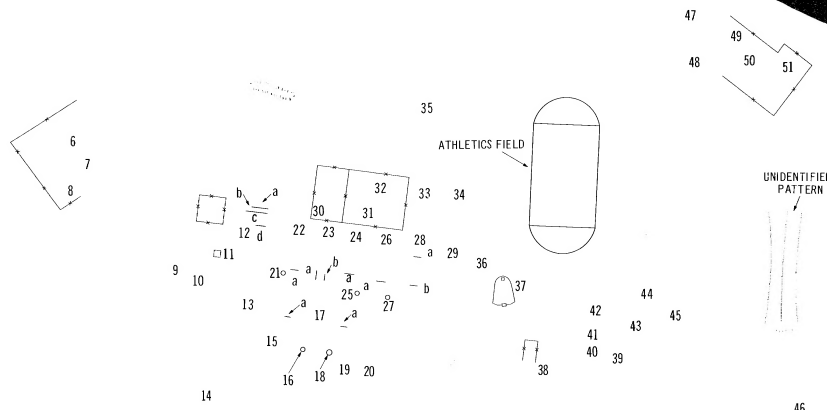 47
49
48
50
51
35
ATHLETICS FIELD
6
7
8
UNIDENTIFIE
PATTERN
b
a
c
12
d
32
33
34
30
31
22
23
24
26
28
a
29
36
11
9
10
21
a
a
b
a
25
a
27
b
37
13
a
17
a
42
44
43
45
41
40
39
15
16
18
19
20
38
14
46